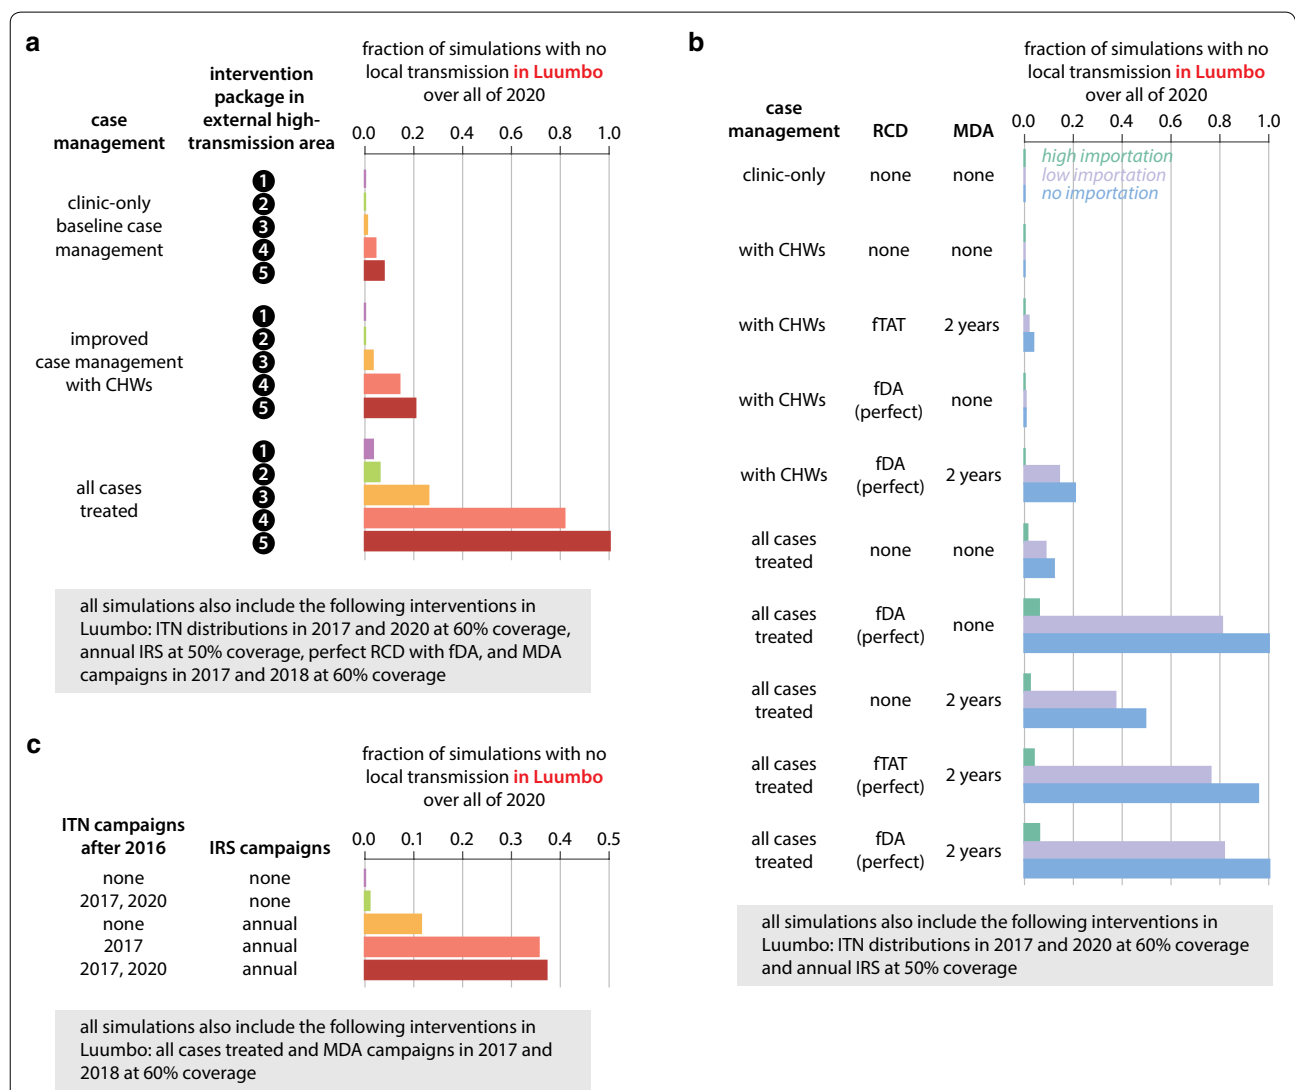 a
fraction of simulations with no
local transmission in Luumbo
over all of 2020
case
management
intervention
package in
external high-
transmission area
0.0 0.2 0.4 0.6 0.8 1.0
clinic-only
baseline case
management
1
2
3
4
5
improved
case management
with CHWs
1
2
3
4
5
all cases
treated
1
2
3
4
5
all simulations also include the following interventions in
Luumbo: ITN distributions in 2017 and 2020 at 60% coverage,
annual IRS at 50% coverage, perfect RCD with fDA, and MDA
campaigns in 2017 and 2018 at 60% coverage
b
fraction of simulations with no
local transmission in Luumbo
over all of 2020
case
management RCD MDA
0.0 0.2 0.4 0.6 0.8 1.0
high importation
low importation
no importation
clinic-only none none
with CHWs none none
with CHWs fTAT 2 years
with CHWs fDA
(perfect) none
with CHWs fDA
(perfect) 2 years
all cases
treated none none
all cases
treated fDA
(perfect) none
all cases
treated none 2 years
all cases
treated fTAT
(perfect) 2 years
all cases
treated fDA
(perfect) 2 years
all simulations also include the following interventions in
Luumbo: ITN distributions in 2017 and 2020 at 60% coverage
and annual IRS at 50% coverage
c
fraction of simulations with no
local transmission in Luumbo
over all of 2020
ITN campaigns
after 2016 IRS campaigns
0.0 0.1 0.2 0.3 0.4 0.5
none none
2017, 2020 none
none annual
2017 annual
2017, 2020 annual
all simulations also include the following interventions in
Luumbo: all cases treated and MDA campaigns in 2017 and
2018 at 60% coverage